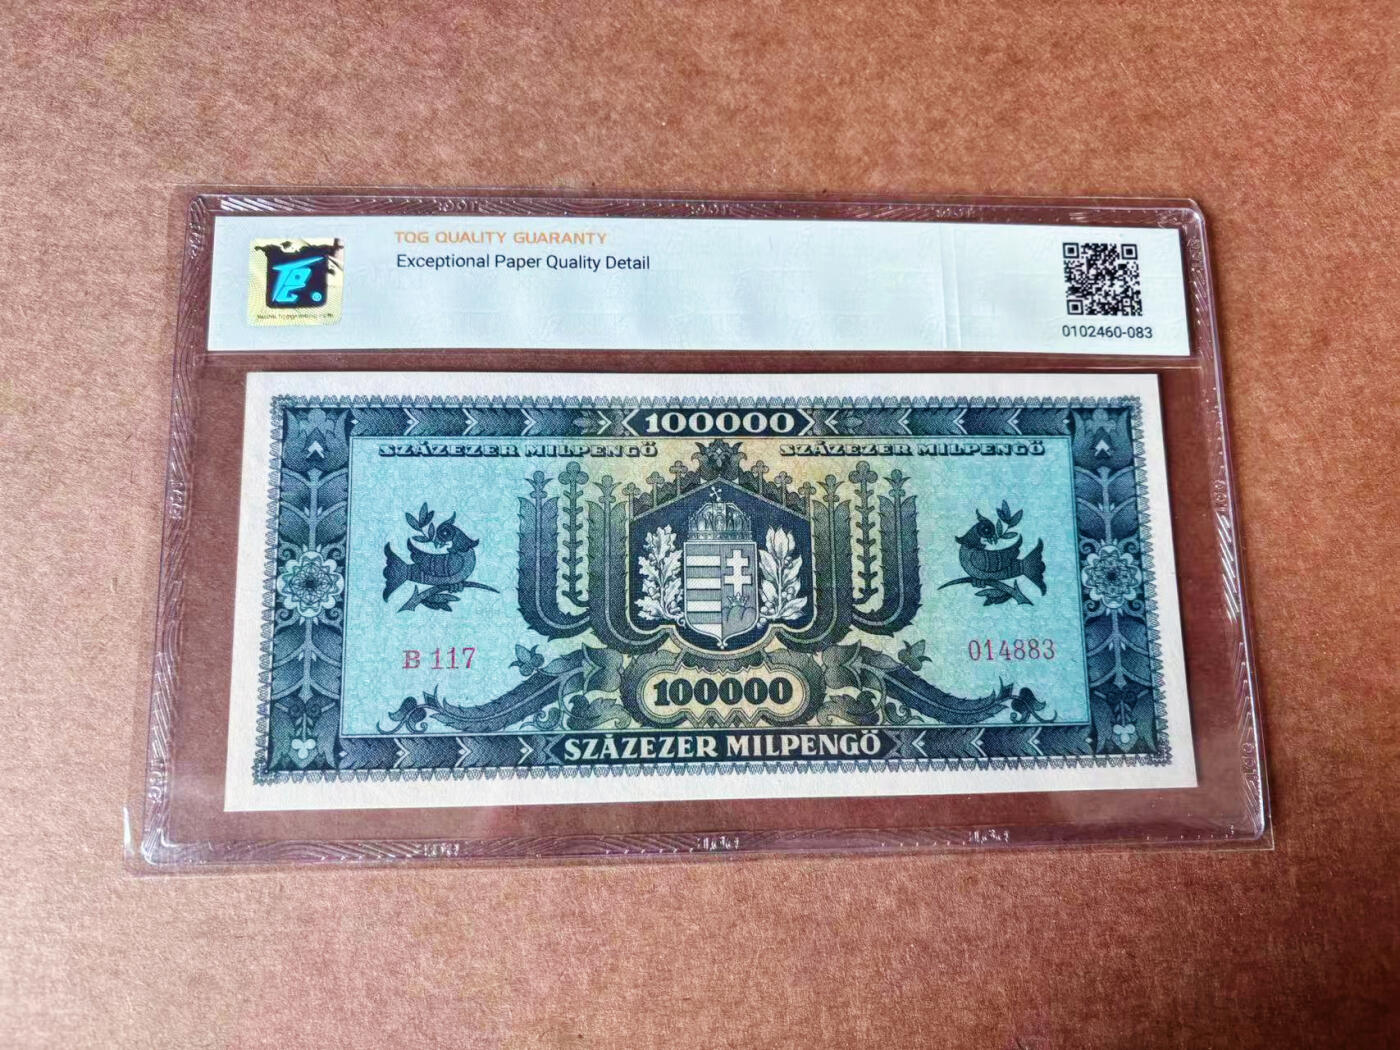 TQG QUALITY GUARANTY
Exceptional Paper Quality Detail
0102460-083
100000
SZÁZEZER MILPENGŐ SZÁZEZER MILPENGŐ
B 117
014883
100000
SZÁZEZER MILPENGŐ